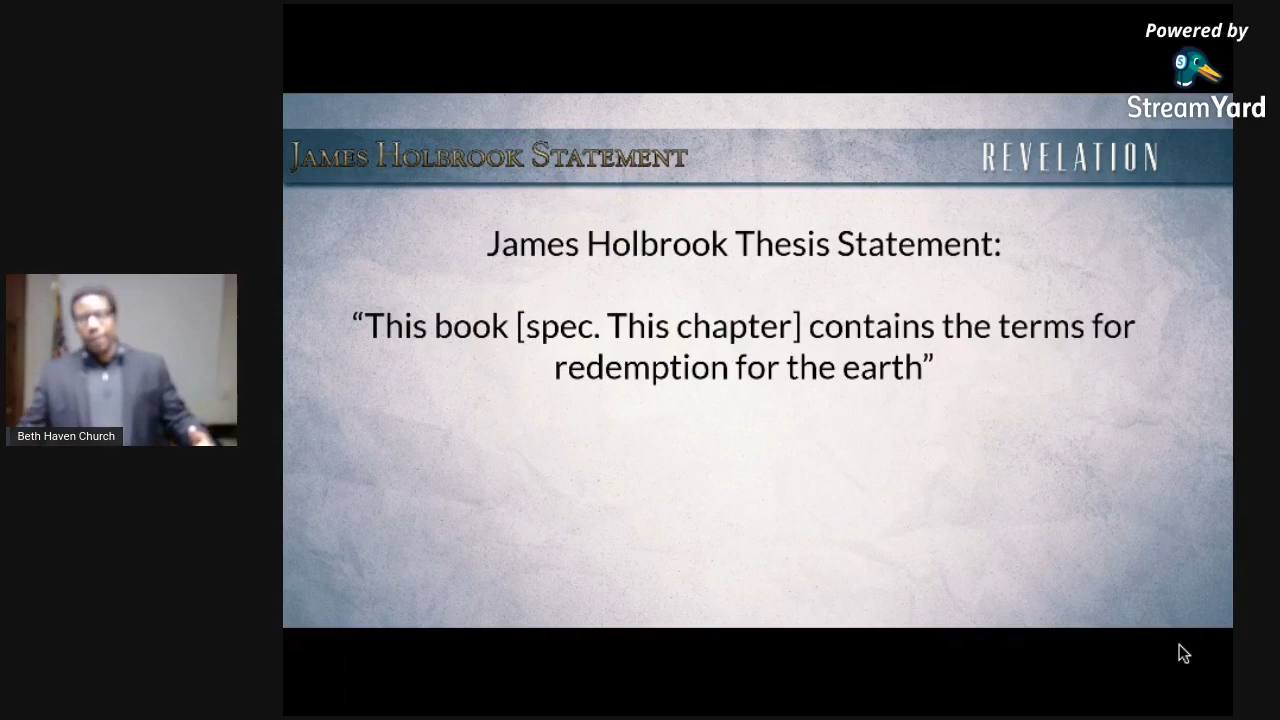 Powered by
StreamYard
JAMES HOLBROOK STATEMENT
REVELATION
James Holbrook Thesis Statement:
“This book [spec. This chapter] contains the terms for
redemption for the earth”
Beth Haven Church